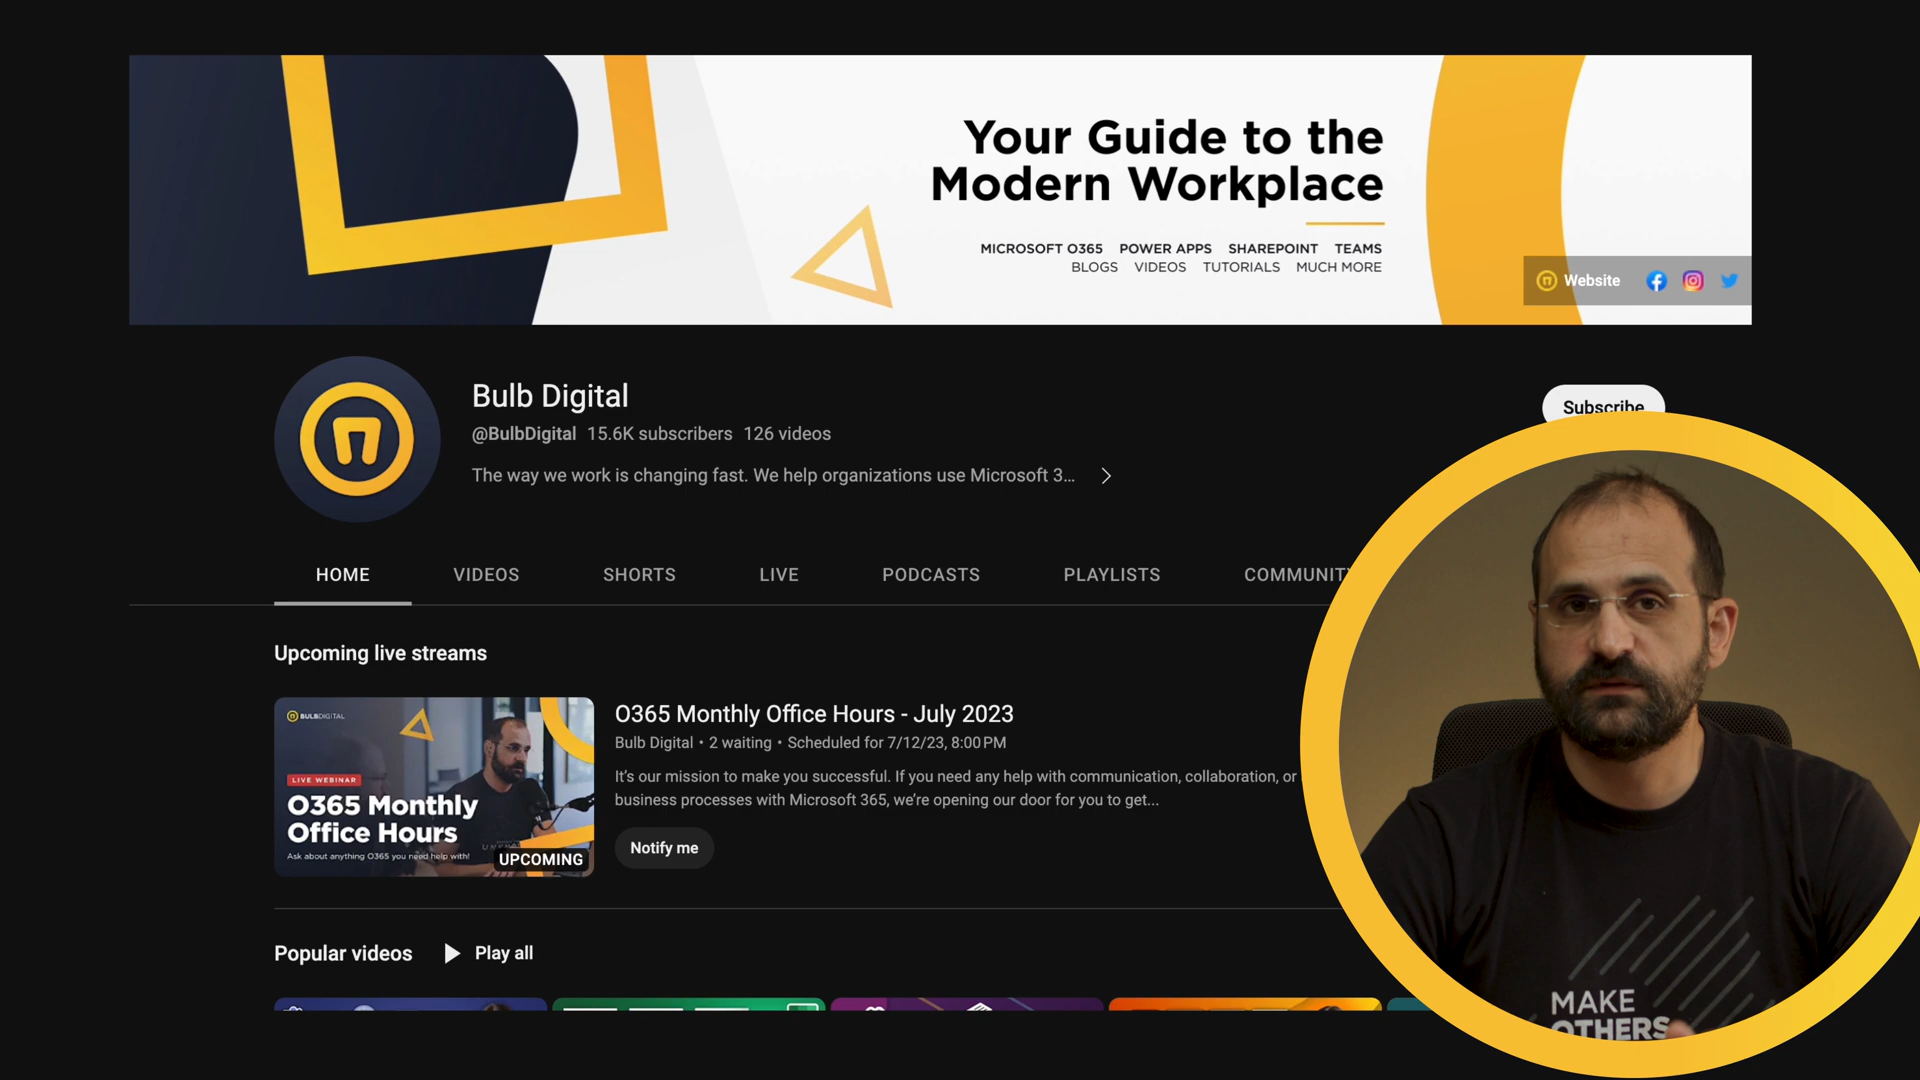 Your Guide to the
Modern Workplace
MICROSOFT O365 POWER APPS SHAREPOINT TEAMS
BLOGS VIDEOS TUTORIALS MUCH MORE
Website
Bulb Digital
@BulbDigital 15.6K subscribers 126 videos
The way we work is changing fast. We help organizations use Microsoft 3...
Subscribe
HOME VIDEOS SHORTS LIVE PODCASTS PLAYLISTS COMMUNITY
Upcoming live streams
BULBDIGITAL
LIVE WEBINAR
O365 Monthly
Office Hours
Ask about anything O365 you need help with!
UPCOMING
O365 Monthly Office Hours - July 2023
Bulb Digital • 2 waiting • Scheduled for 7/12/23, 8:00 PM
It's our mission to make you successful. If you need any help with communication, collaboration, or
business processes with Microsoft 365, we're opening our door for you to get...
Notify me
Popular videos Play all
MAKE
OTHERS